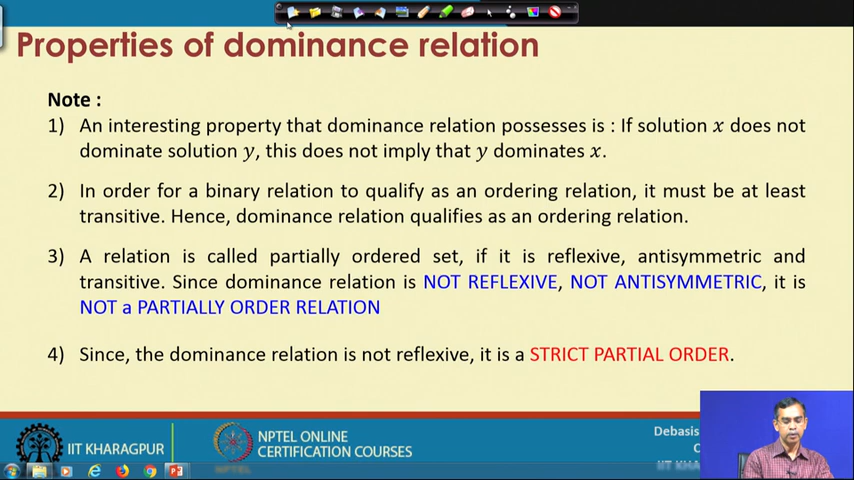 Properties of dominance relation
Note :
1) An interesting property that dominance relation possesses is : If solution x does not
dominate solution y, this does not imply that y dominates x.
2) In order for a binary relation to qualify as an ordering relation, it must be at least
transitive. Hence, dominance relation qualifies as an ordering relation.
3) A relation is called partially ordered set, if it is reflexive, antisymmetric and
transitive. Since dominance relation is NOT REFLEXIVE, NOT ANTISYMMETRIC, it is
NOT a PARTIALLY ORDER RELATION
4) Since, the dominance relation is not reflexive, it is a STRICT PARTIAL ORDER.
IIT KHARAGPUR
NPTEL ONLINE
CERTIFICATION COURSES
NPTEL
Debasis
C
IIT KHA